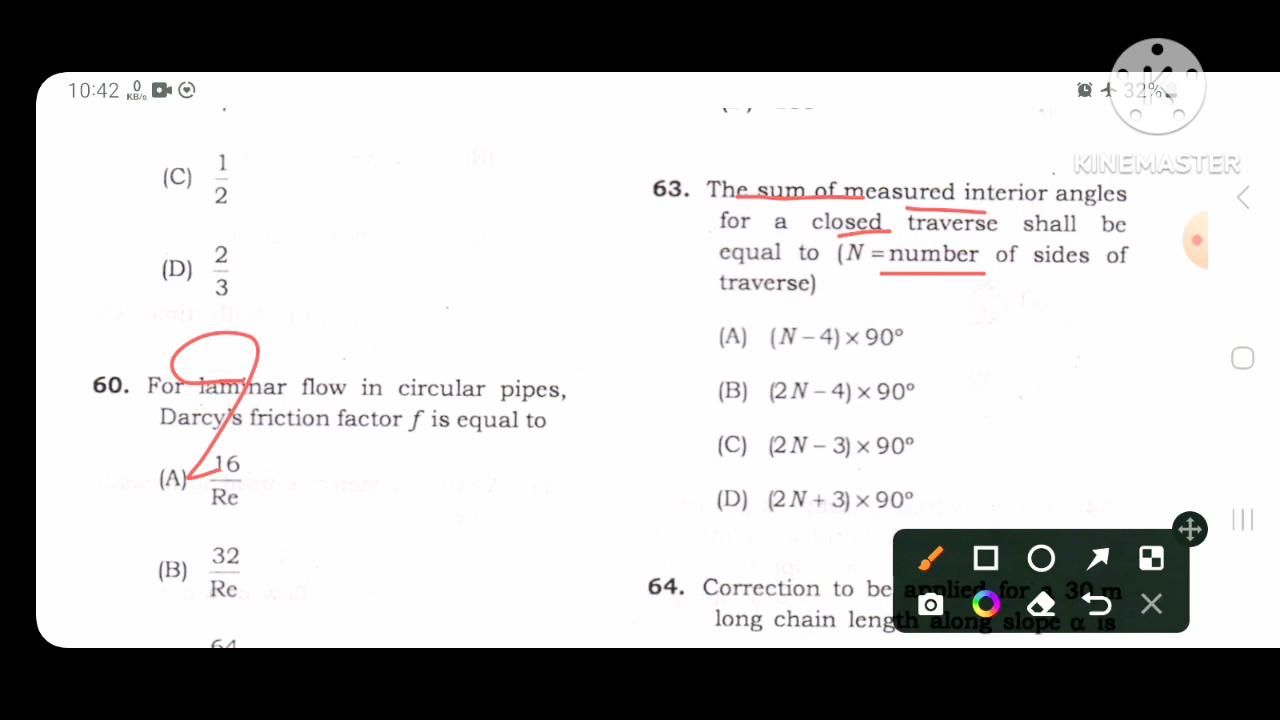 10:42
0
KB/s
32%
KINEMASTER
(C) 1/2
(D) 2/3
60. For laminar flow in circular pipes,
Darcy's friction factor f is equal to
(A) 16/Re
(B) 32/Re
64
63. The sum of measured interior angles
for a closed traverse shall be
equal to (N = number of sides of
traverse)
(A) (N – 4) × 90°
(B) (2N – 4) × 90°
(C) (2N – 3) × 90°
(D) (2N + 3) × 90°
64. Correction to be applied for a 30 m
long chain length along slope α is